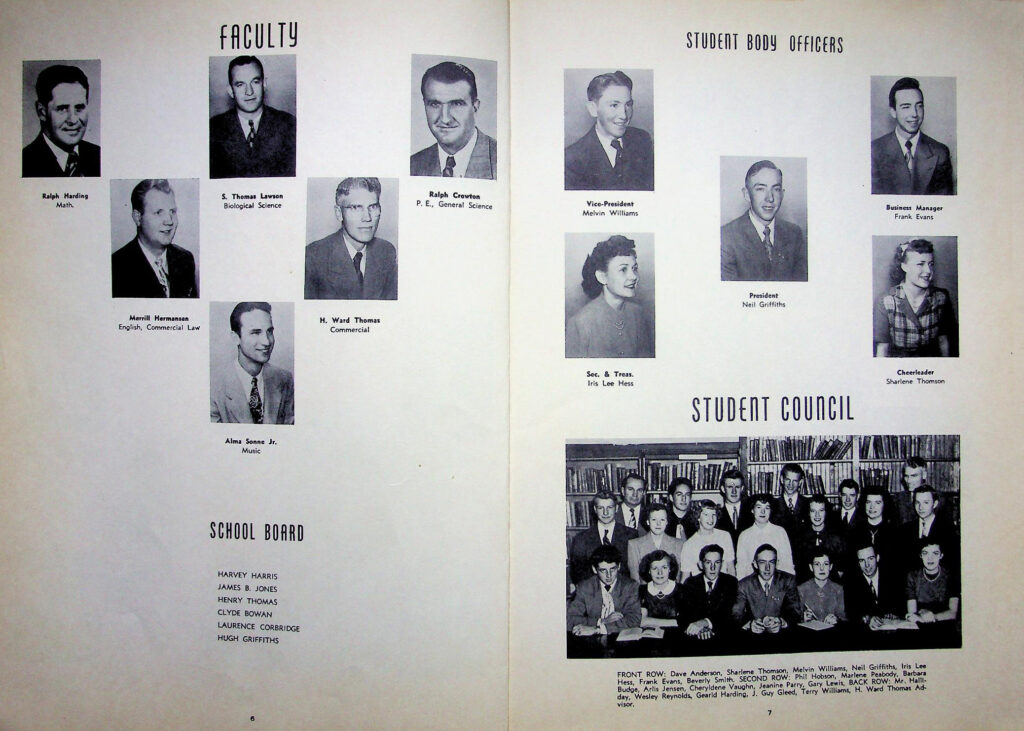 FACULTY
Ralph Harding
Math.
S. Thomas Lawson
Biological Science
Ralph Crowton
P. E., General Science
Merrill Hermansen
English, Commercial Law
H. Ward Thomas
Commercial
Alma Sonne Jr.
Music
SCHOOL BOARD
HARVEY HARRIS
JAMES B. JONES
HENRY THOMAS
CLYDE BOWAN
LAURENCE CORBRIDGE
HUGH GRIFFITHS
6
STUDENT BODY OFFICERS
Vice-President
Melvin Williams
Business Manager
Frank Evans
President
Neil Griffiths
Sec. & Treas.
Iris Lee Hess
Cheerleader
Sharlene Thomson
STUDENT COUNCIL
FRONT ROW: Dave Anderson, Sharlene Thomson, Melvin Williams, Neil Griffiths, Iris Lee
Hess, Frank Evans, Beverly Smith. SECOND ROW: Phil Hobson, Marlene Peabody, Barbara
Budge, Arlis Jensen, Cheryldene Vaughn, Jeanine Parry, Gary Lewis, BACK ROW: Mr. Halli-
day, Wesley Reynolds, Gearld Harding, J. Guy Gleed, Terry Williams, H. Ward Thomas Ad-
visor.
7